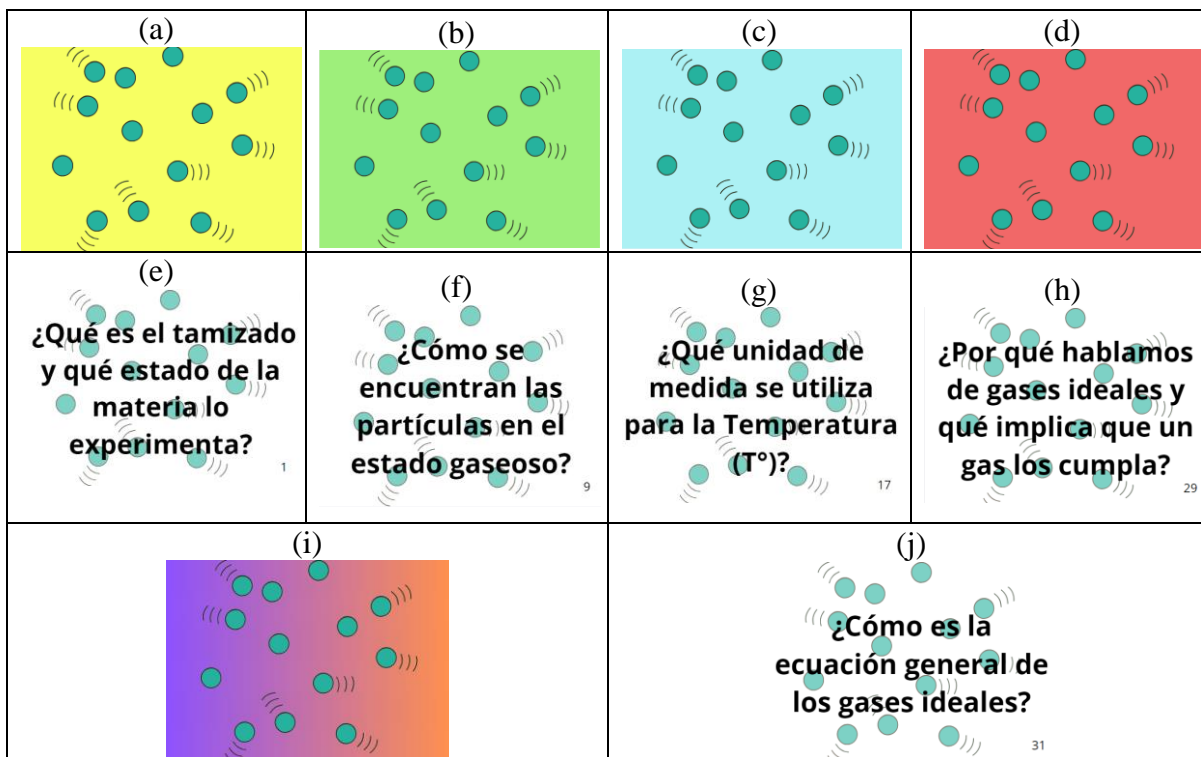 (a)
(b)
(c)
(d)
(e)
¿Qué es el tamizado
y qué estado de la
materia lo
experimenta?
1
(f)
¿Cómo se
encuentran las
partículas en el
estado gaseoso?
9
(g)
¿Qué unidad de
medida se utiliza
para la Temperatura
(T°)?
17
(h)
¿Por qué hablamos
de gases ideales y
qué implica que un
gas los cumpla?
29
(i)
(j)
¿Cómo es la
ecuación general de
los gases ideales?
31